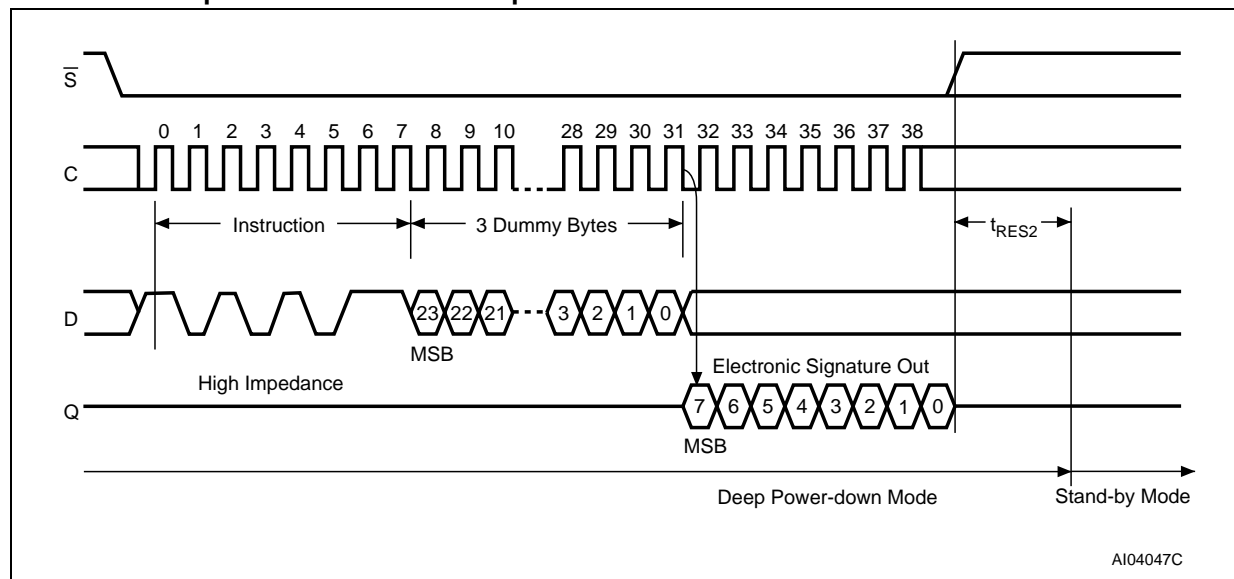 S
0 1 2 3 4 5 6 7 8 9 10 28 29 30 31 32 33 34 35 36 37 38
C
Instruction 3 Dummy Bytes tRES2
D 23 22 21 3 2 1 0
MSB
High Impedance Electronic Signature Out
Q 7 6 5 4 3 2 1 0
MSB
Deep Power-down Mode Stand-by Mode
AI04047C